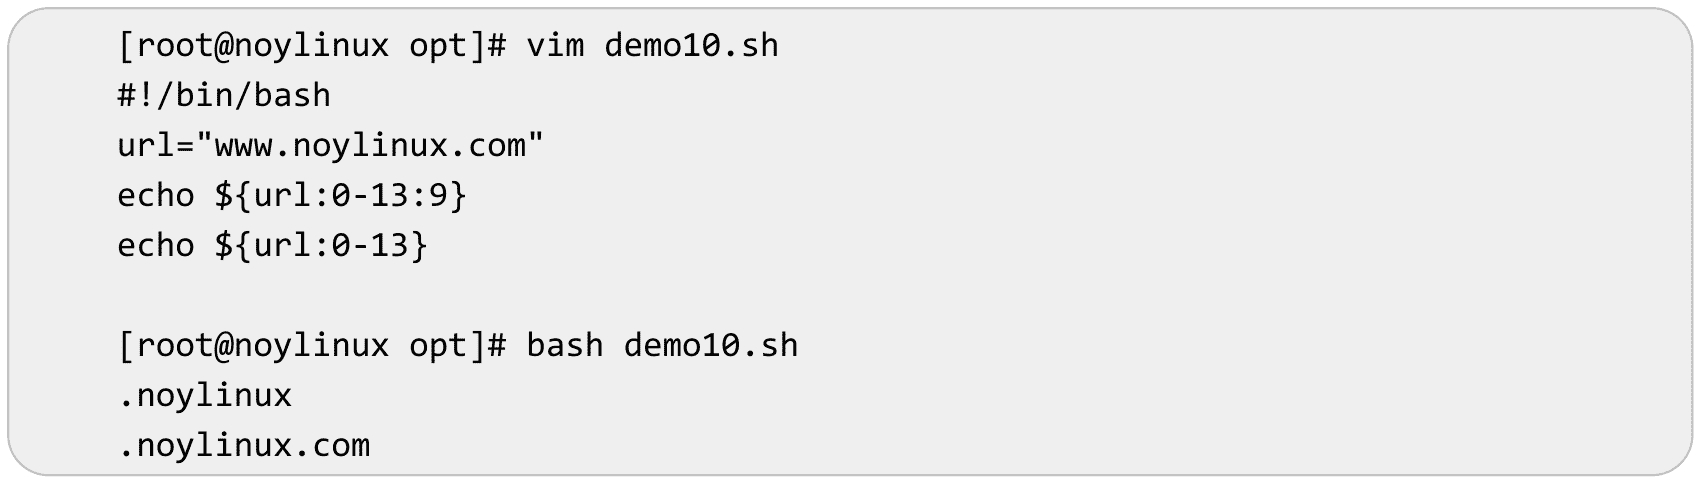 [root@noylinux opt]# vim demo10.sh
#!/bin/bash
url="www.noylinux.com"
echo ${url:0-13:9}
echo ${url:0-13}
[root@noylinux opt]# bash demo10.sh
.noylinux
.noylinux.com